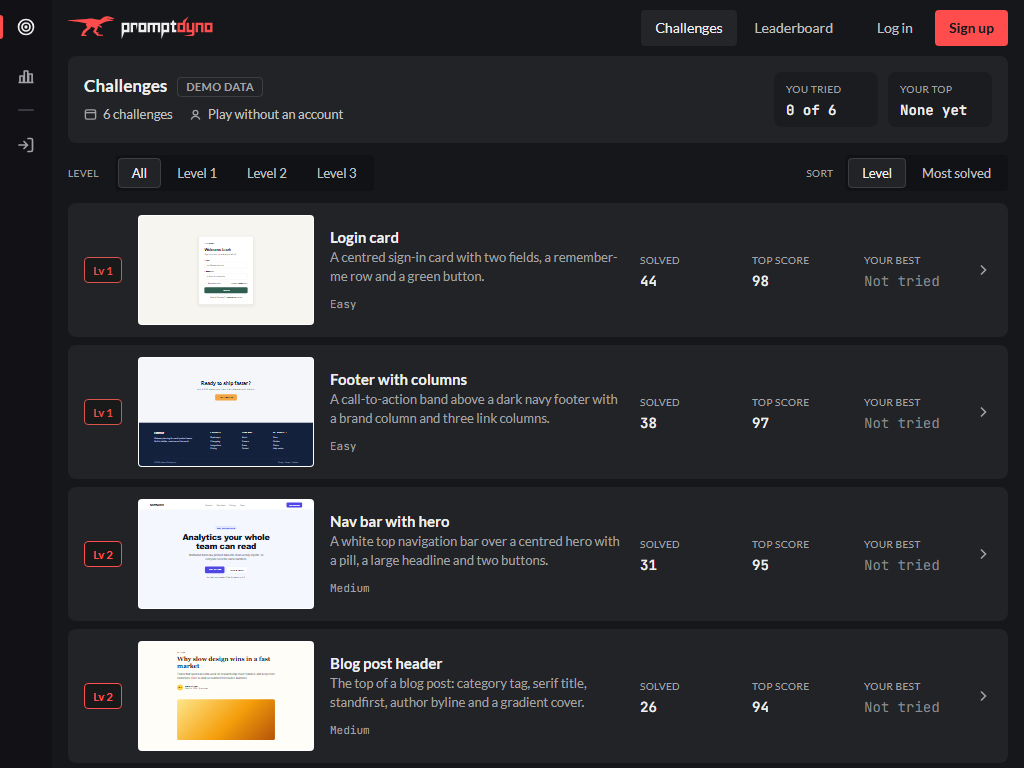 promptdyno
Challenges
Leaderboard
Log in
Sign up
Challenges
DEMO DATA
6 challenges
Play without an account
YOU TRIED
0 of 6
YOUR TOP
None yet
LEVEL
All
Level 1
Level 2
Level 3
SORT
Level
Most solved
Lv 1
Login card
A centred sign-in card with two fields, a remember-
me row and a green button.
Easy
SOLVED
44
TOP SCORE
98
YOUR BEST
Not tried
Lv 1
Ready to ship faster?
Footer with columns
A call-to-action band above a dark navy footer with
a brand column and three link columns.
Easy
SOLVED
38
TOP SCORE
97
YOUR BEST
Not tried
Lv 2
Analytics your whole
team can read
Nav bar with hero
A white top navigation bar over a centred hero with
a pill, a large headline and two buttons.
Medium
SOLVED
31
TOP SCORE
95
YOUR BEST
Not tried
Lv 2
Why slow design wins in a fast
market
Blog post header
The top of a blog post: category tag, serif title,
standfirst, author byline and a gradient cover.
Medium
SOLVED
26
TOP SCORE
94
YOUR BEST
Not tried